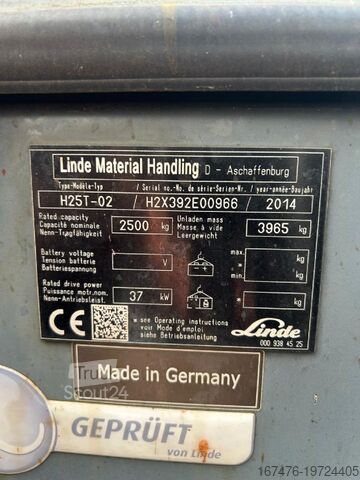 Linde Material Handling D - Aschaffenburg
Type-Modèle-Typ / Serial no.-No. de série-Serien-Nr. / year-année-Baujahr
H25T-02 / H2X392E00966 / 2014
Rated capacity
Capacité nominale
Nenn-Tragfähigkeit
2500 kg
Unladen mass
Masse à vide
Leergewicht
3965 kg
Battery voltage
Tension batterie
Batteriespannung
V
* max kg
* min kg
Rated drive power
Puissance motr.nom.
Nenn-Antriebsleist.
37 kW
kg
CE
* see Operating instructions
voir Mode d'emploi
siehe Betriebsanleitung
Linde
000 938 45 25
Made in Germany
Truck
Scout24
GEPRÜFT
von Linde
167476-19724405